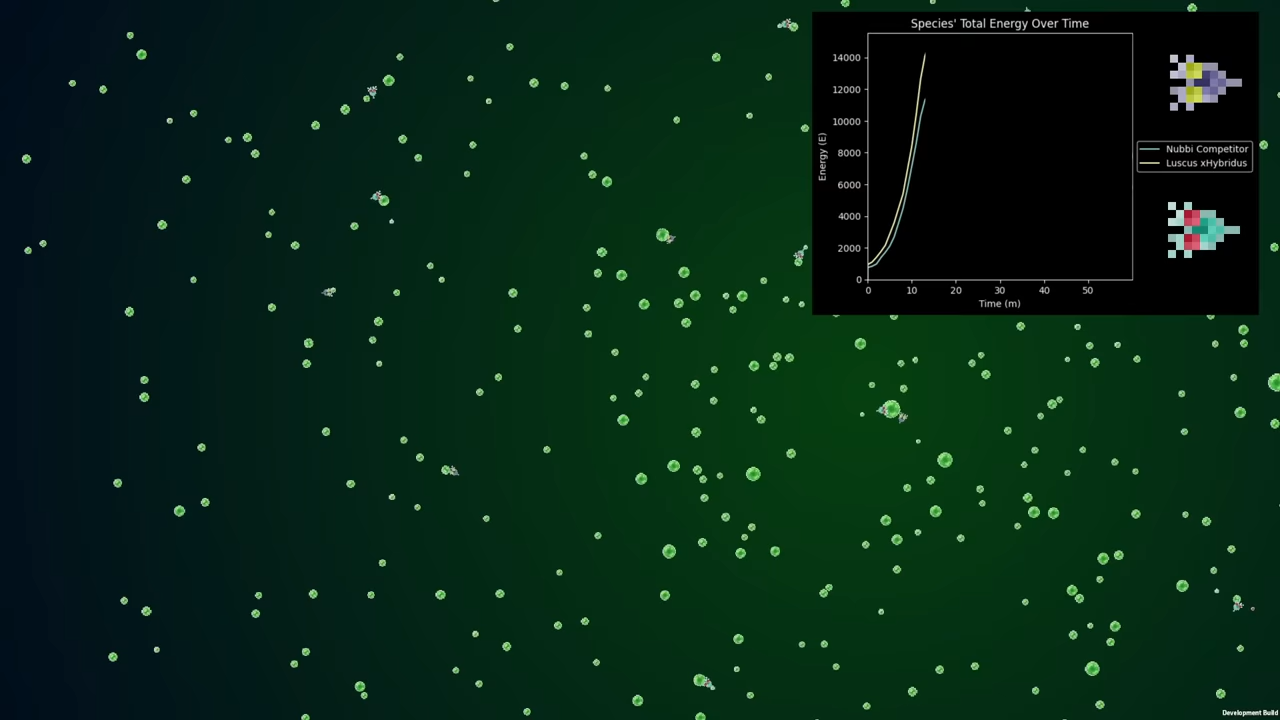 Species' Total Energy Over Time
14000
12000
10000
8000
6000
4000
2000
0
Energy (E)
0 10 20 30 40 50
Time (m)
Nubbi Competitor
Luscus xHybridus
Development Build